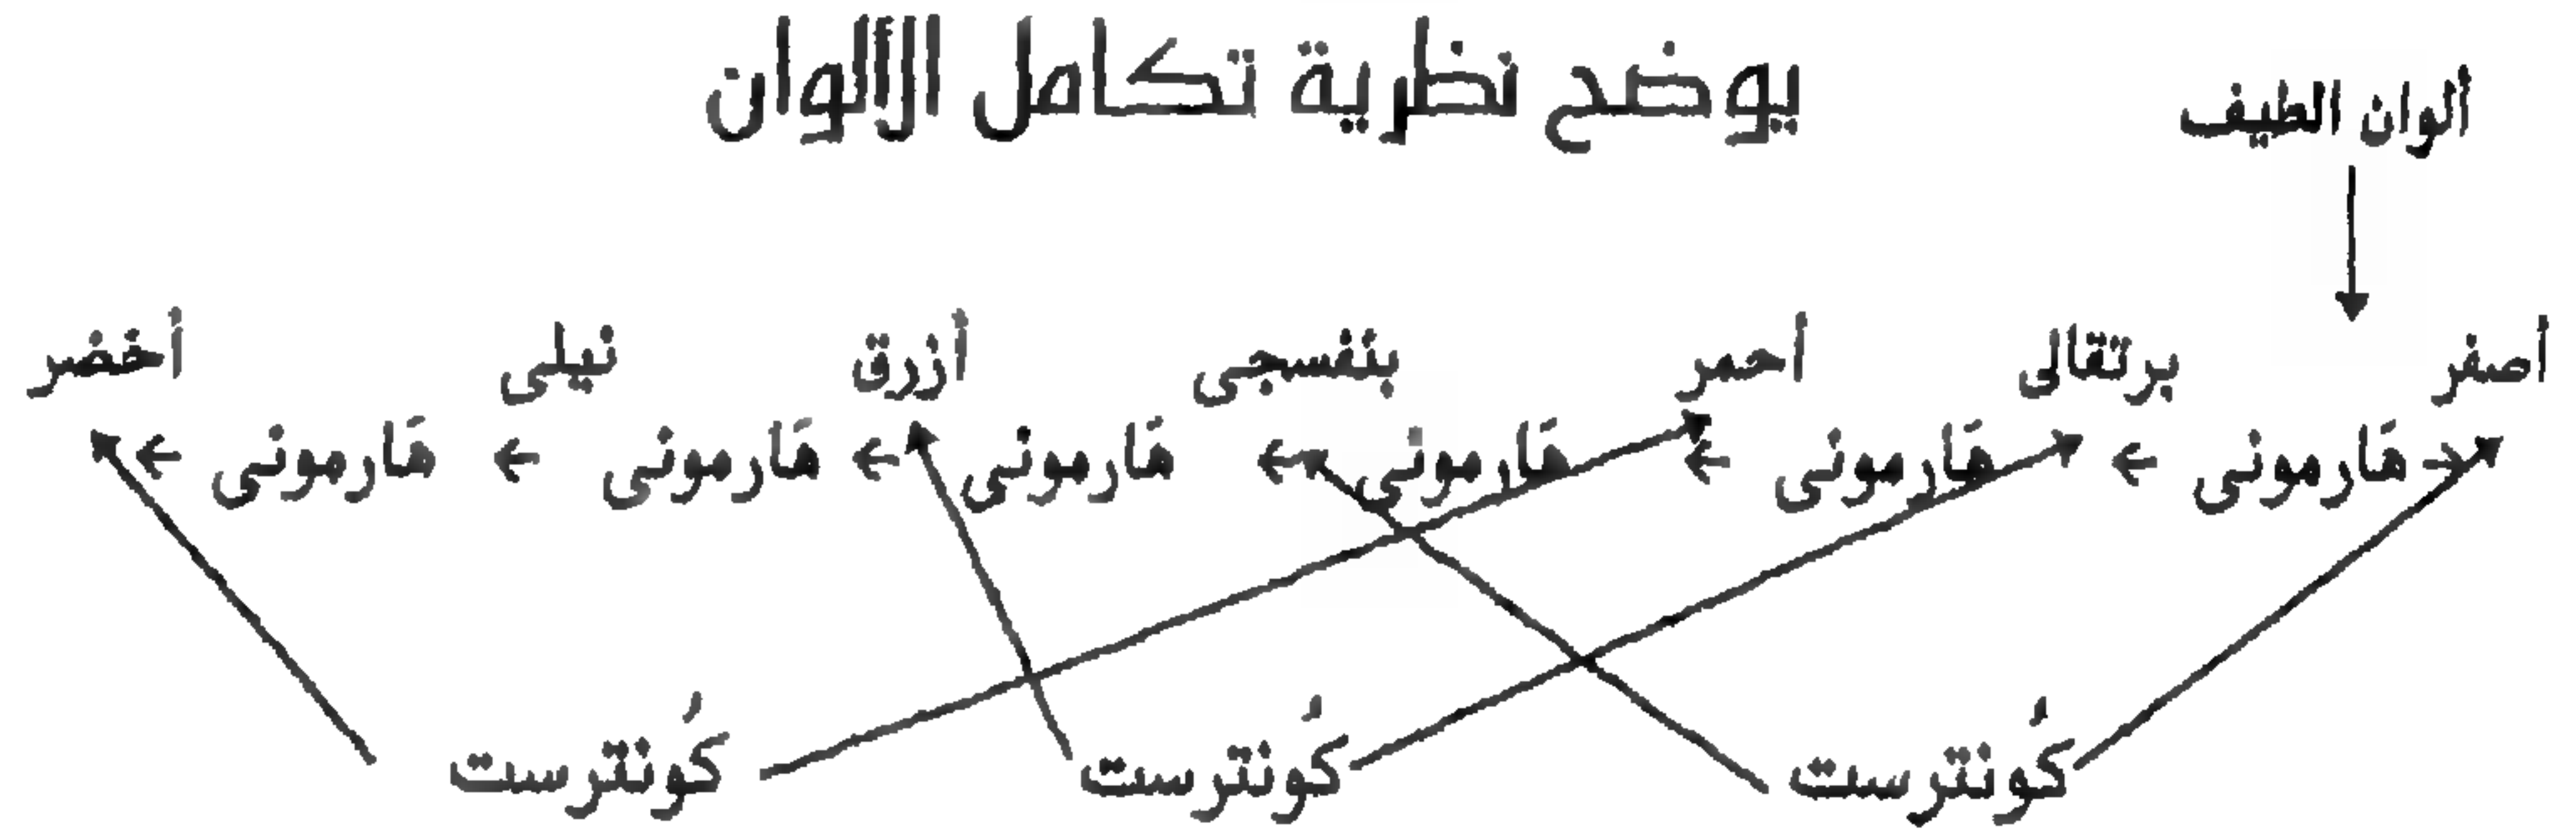 يوضح نظرية تكامل الألوان
ألوان الطيف
أصفر برتقالى أحمر بنفسجى أزرق نيلى أخضر
هَارمونى هَارمونى هَارمونى هَارمونى هَارمونى هَارمونى
كُونترست كُونترست كُونترست